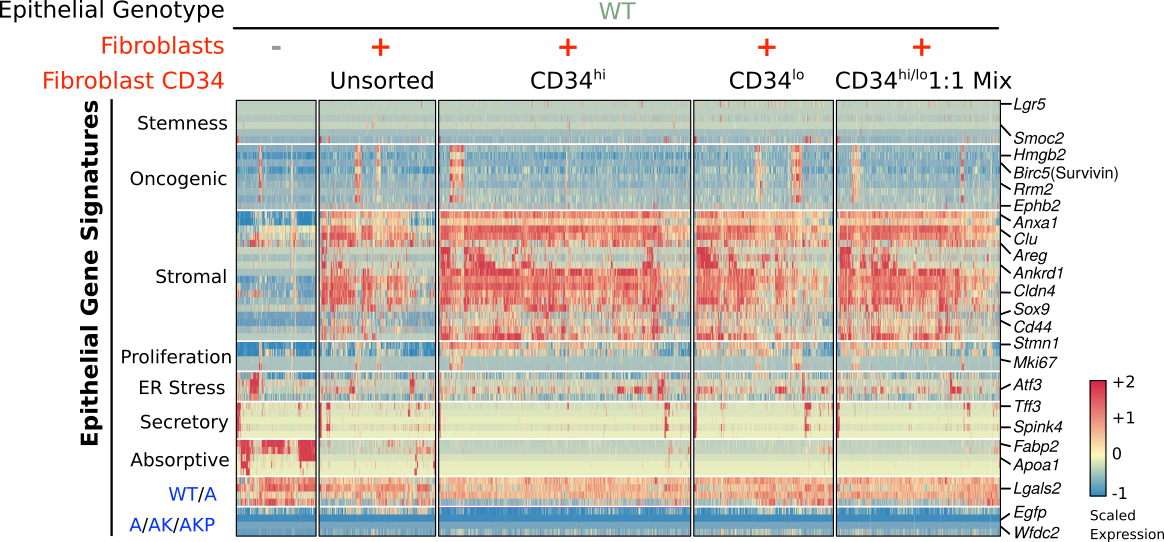 Epithelial Genotype WT
Fibroblasts - + + + +
Fibroblast CD34 Unsorted CD34hi CD34lo CD34hi/lo1:1 Mix
Epithelial Gene Signatures
Stemness
Oncogenic
Stromal
Proliferation
ER Stress
Secretory
Absorptive
WT/A
A/AK/AKP
Lgr5
Smoc2
Hmgb2
Birc5(Survivin)
Rrm2
Ephb2
Anxa1
Clu
Areg
Ankrd1
Cldn4
Sox9
Cd44
Stmn1
Mki67
Atf3
Tff3
Spink4
Fabp2
Apoa1
Lgals2
Egfp
Wfdc2
+2
+1
0
-1
Scaled
Expression